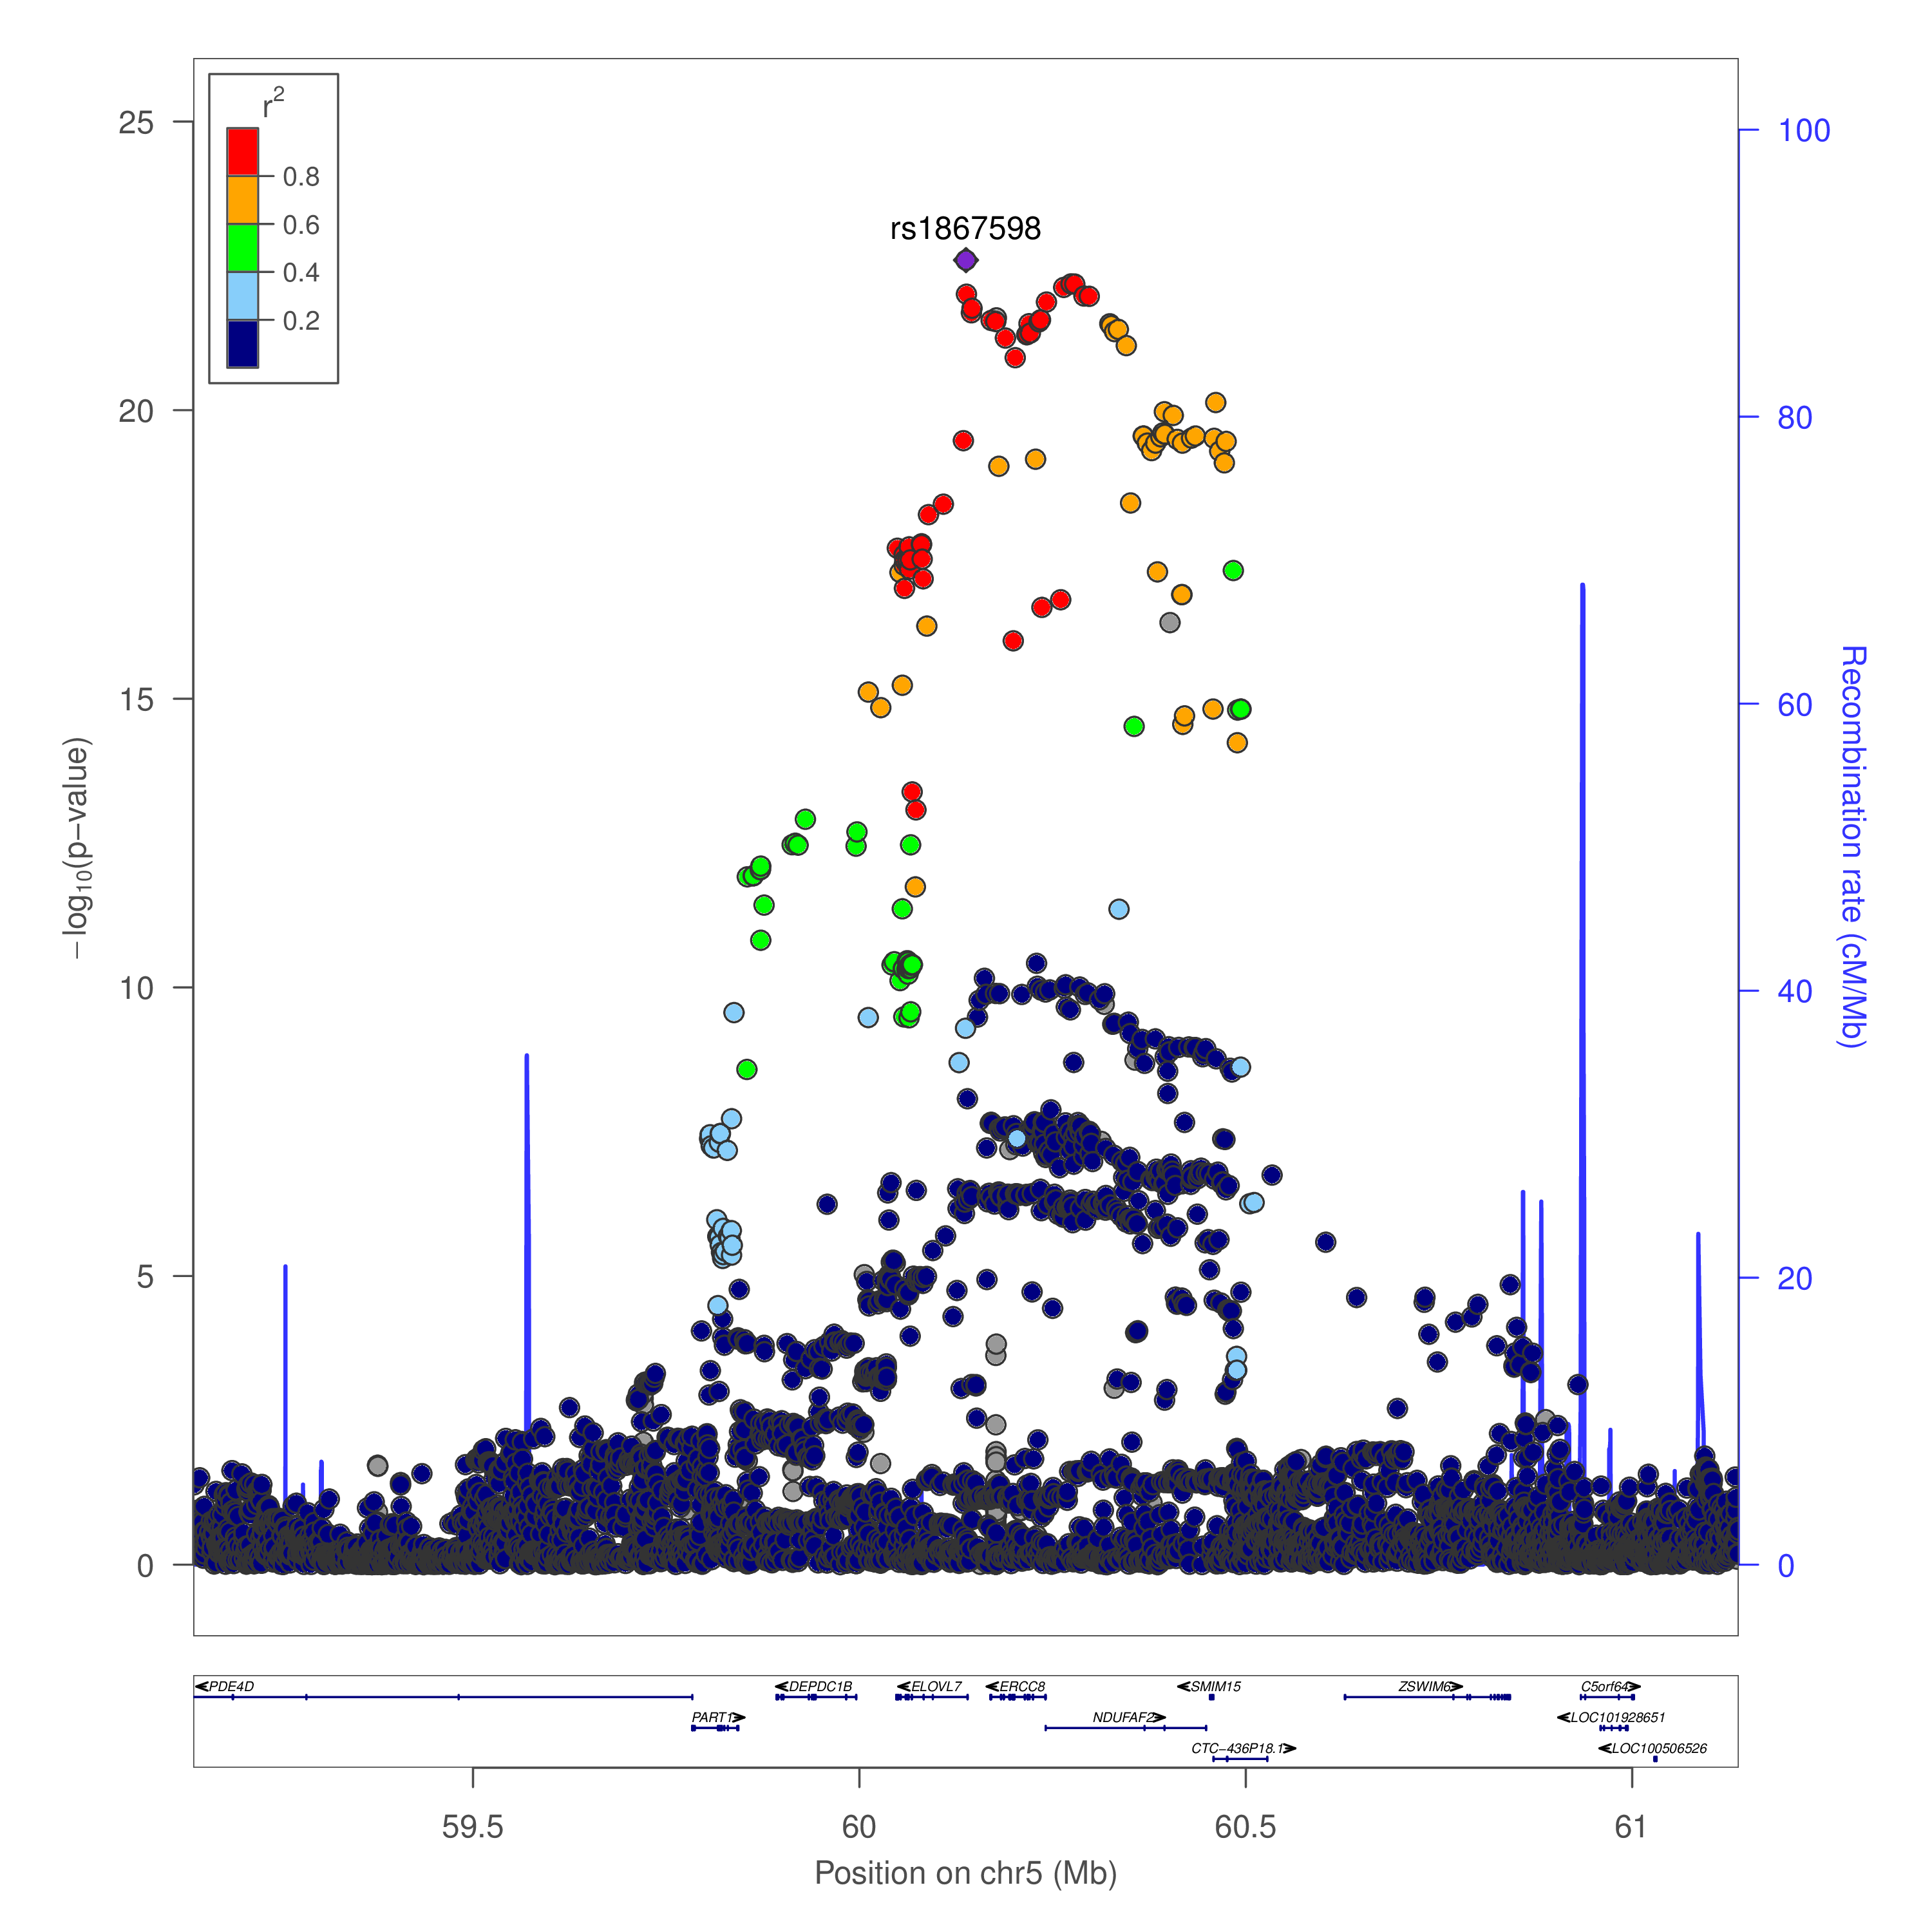 r2
0.8
0.6
0.4
0.2
rs1867598
25
20
15
10
5
0
−log10(p−value)
100
80
60
40
20
0
Recombination rate (cM/Mb)
PDE4D
DEPDC1B
ELOVL7
ERCC8
SMIM15
ZSWIM6
C5orf64
PART1
NDUFAF2
LOC101928651
CTC−436P18.1
LOC100506526
59.5
60
60.5
61
Position on chr5 (Mb)